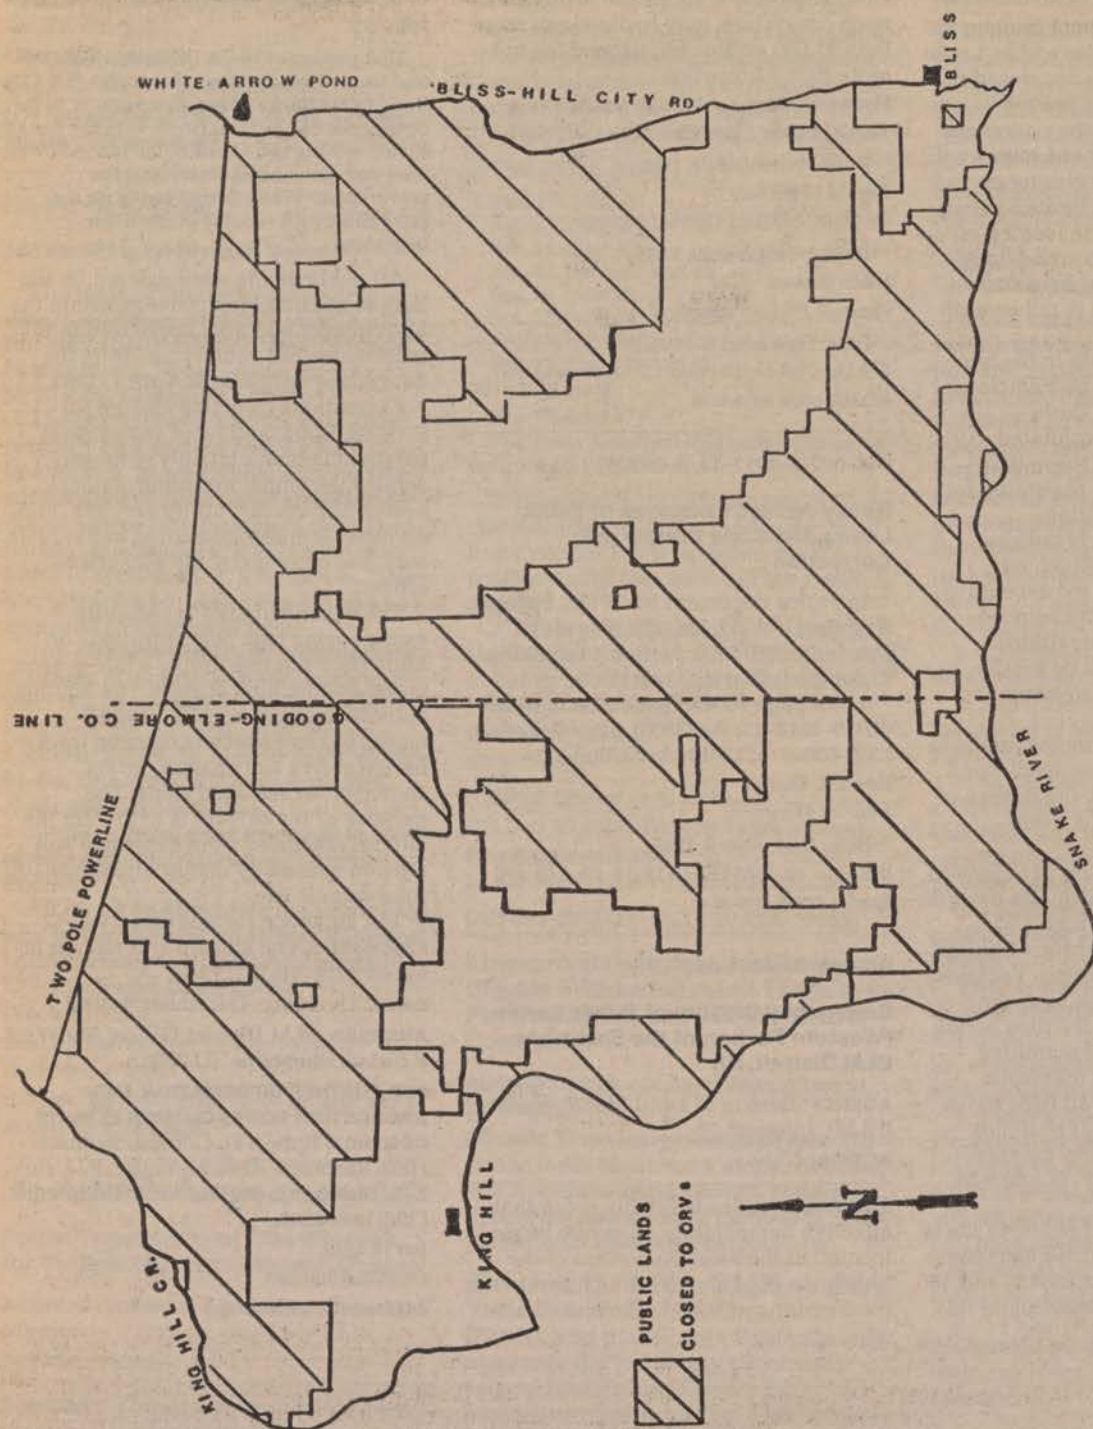 WHITE ARROW POND
BLISS-HILL CITY RD
BLISS
GOODING-ELMORE CO. LINE
TWO POLE POWERLINE
SNAKE RIVER
KING HILL CR.
KING HILL
N
PUBLIC LANDS
CLOSED TO ORVs